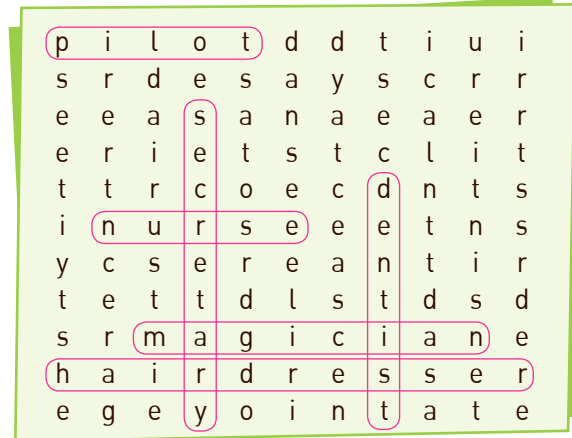 p i l o t d d t i u i
s r d e s a y s c r r
e e a s a n a e a e r
e r i e t s t c l i t
t t r c o e c d n t s
i n u r s e e e t n s
y c s e r e a n t i r
t e t t d l s t d s d
s r m a g i c i a n e
h a i r d r e s s e r
e g e y o i n t a t e